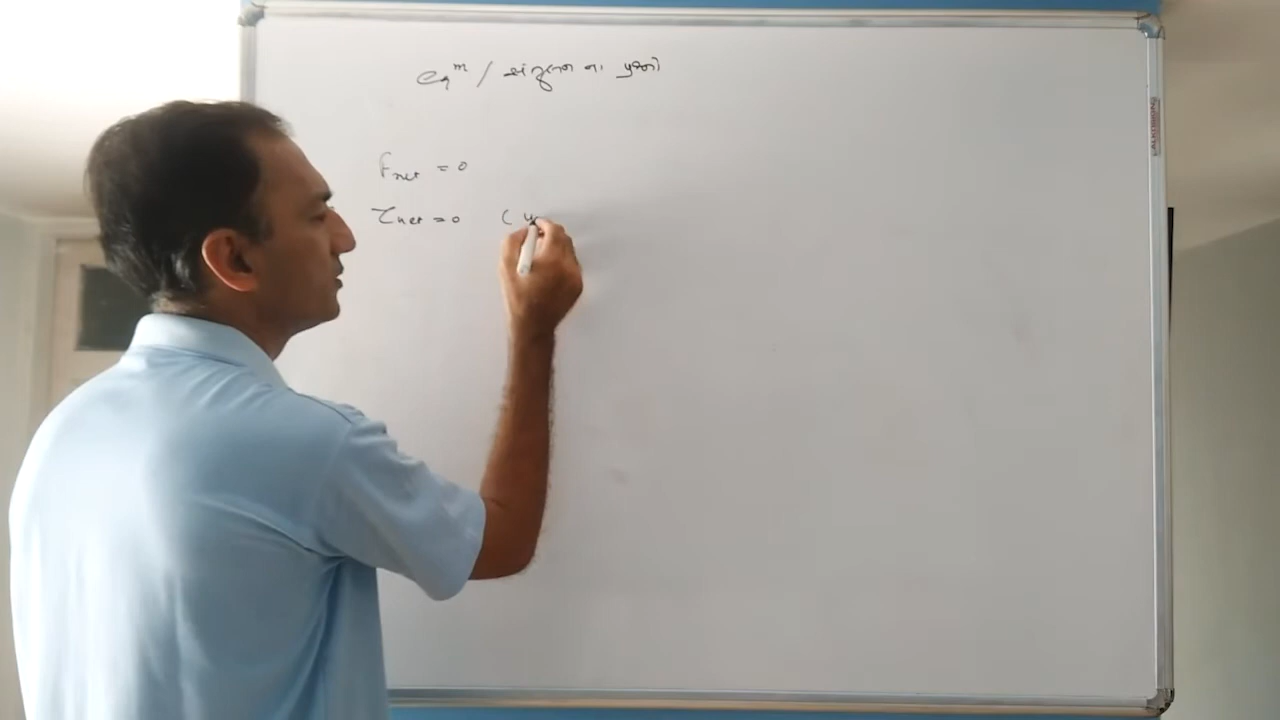 eqᵐ / સંતુલન ના પ્રશ્નો
Fnet = 0
τnet = 0 (